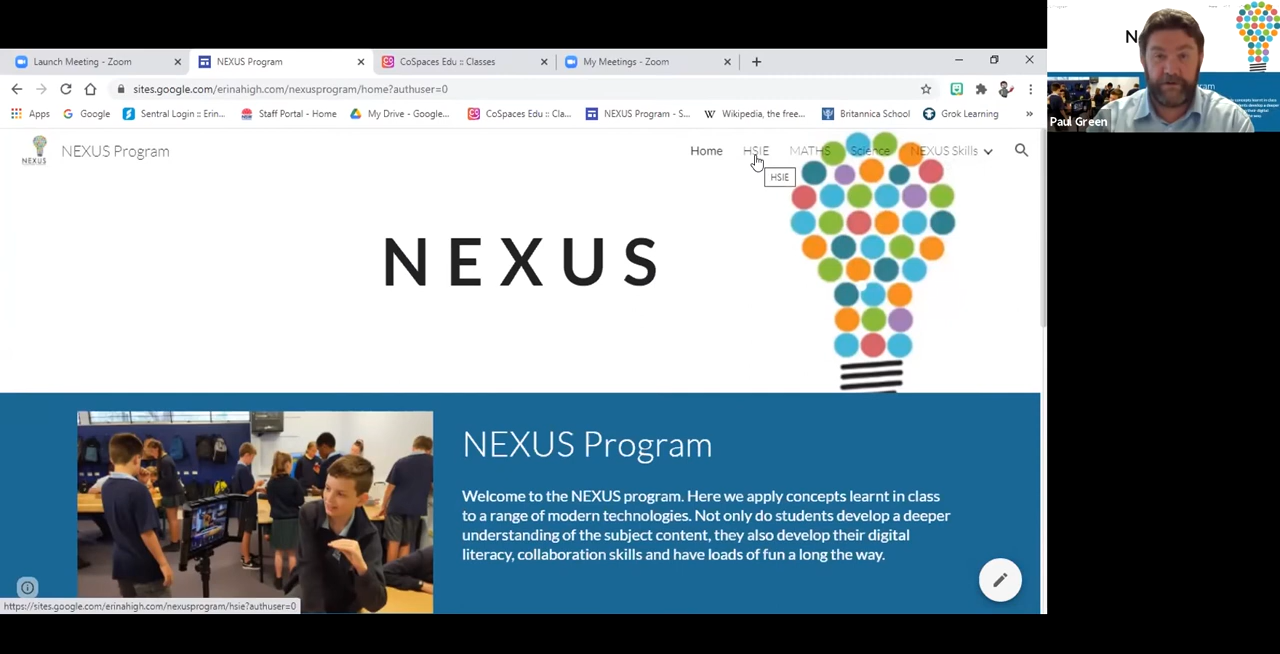 Launch Meeting - Zoom
NEXUS Program
CoSpaces Edu :: Classes
My Meetings - Zoom
sites.google.com/erinahigh.com/nexusprogram/home?authuser=0
Apps
Google
Sentral Login :: Erin...
Staff Portal - Home
My Drive - Google...
CoSpaces Edu :: Cla...
NEXUS Program - S...
Wikipedia, the free...
Britannica School
Grok Learning
NEXUS
NEXUS Program
Home
HSIE
MATHS
Science
NEXUS Skills
HSIE
NEXUS
NEXUS Program
Welcome to the NEXUS program. Here we apply concepts learnt in class
to a range of modern technologies. Not only do students develop a deeper
understanding of the subject content, they also develop their digital
literacy, collaboration skills and have loads of fun a long the way.
https://sites.google.com/erinahigh.com/nexusprogram/hsie?authuser=0
N
Paul Green